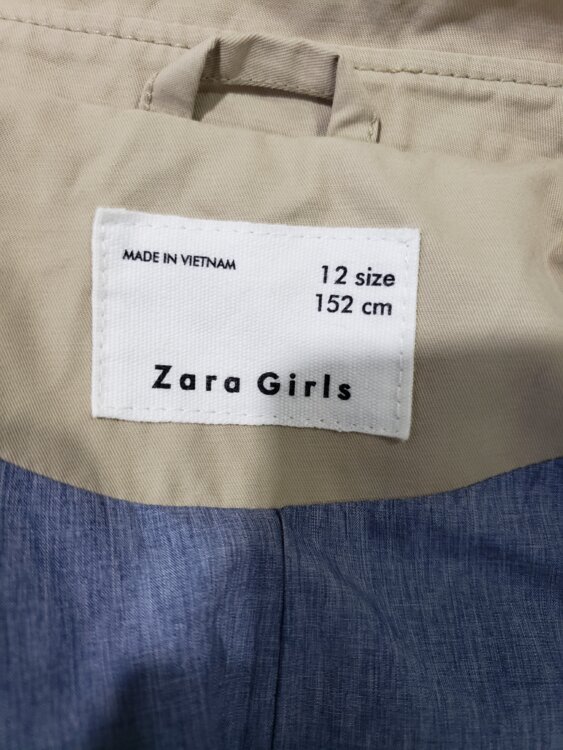 MADE IN VIETNAM
12 size
152 cm
Zara Girls